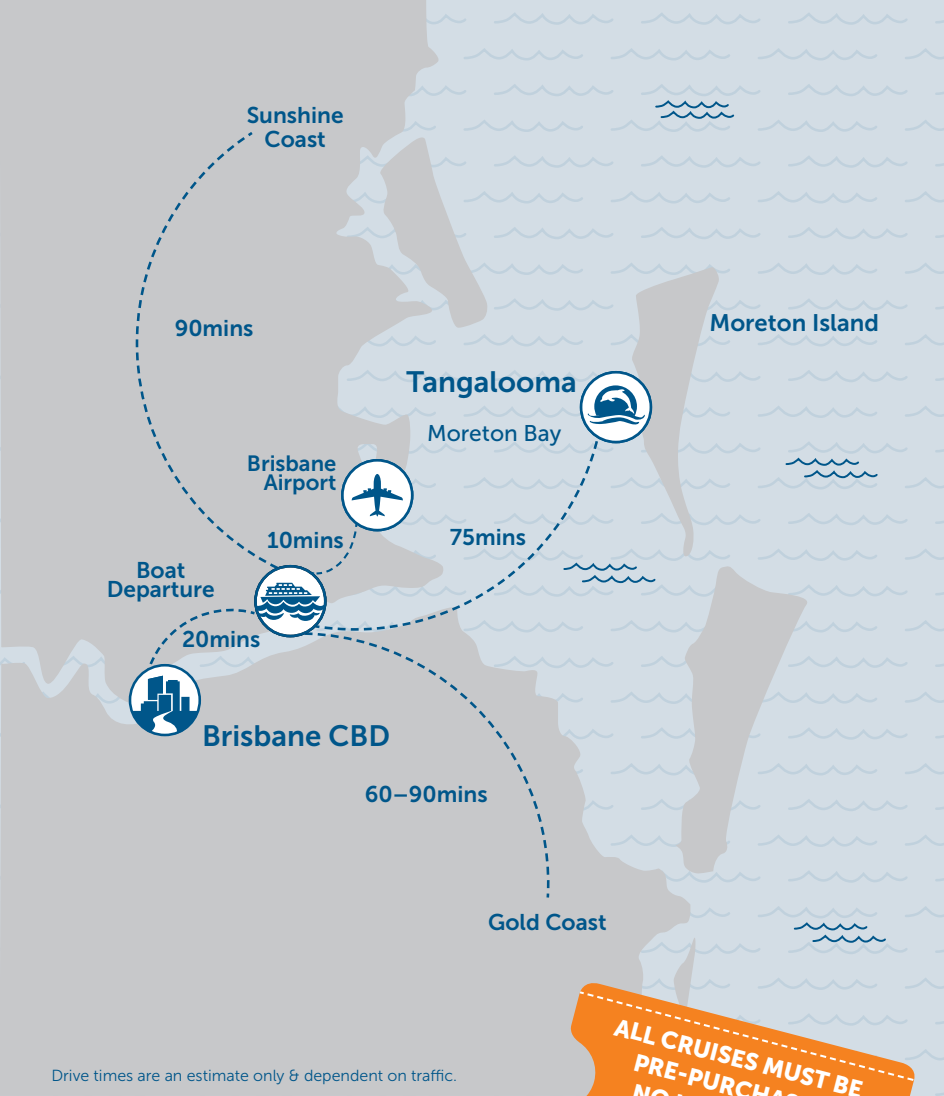 Sunshine
Coast
90mins
Moreton Island
Tangalooma
Moreton Bay
Brisbane
Airport
10mins
75mins
Boat
Departure
20mins
Brisbane CBD
60–90mins
Gold Coast
ALL CRUISES MUST BE
Drive times are an estimate only & dependent on traffic.